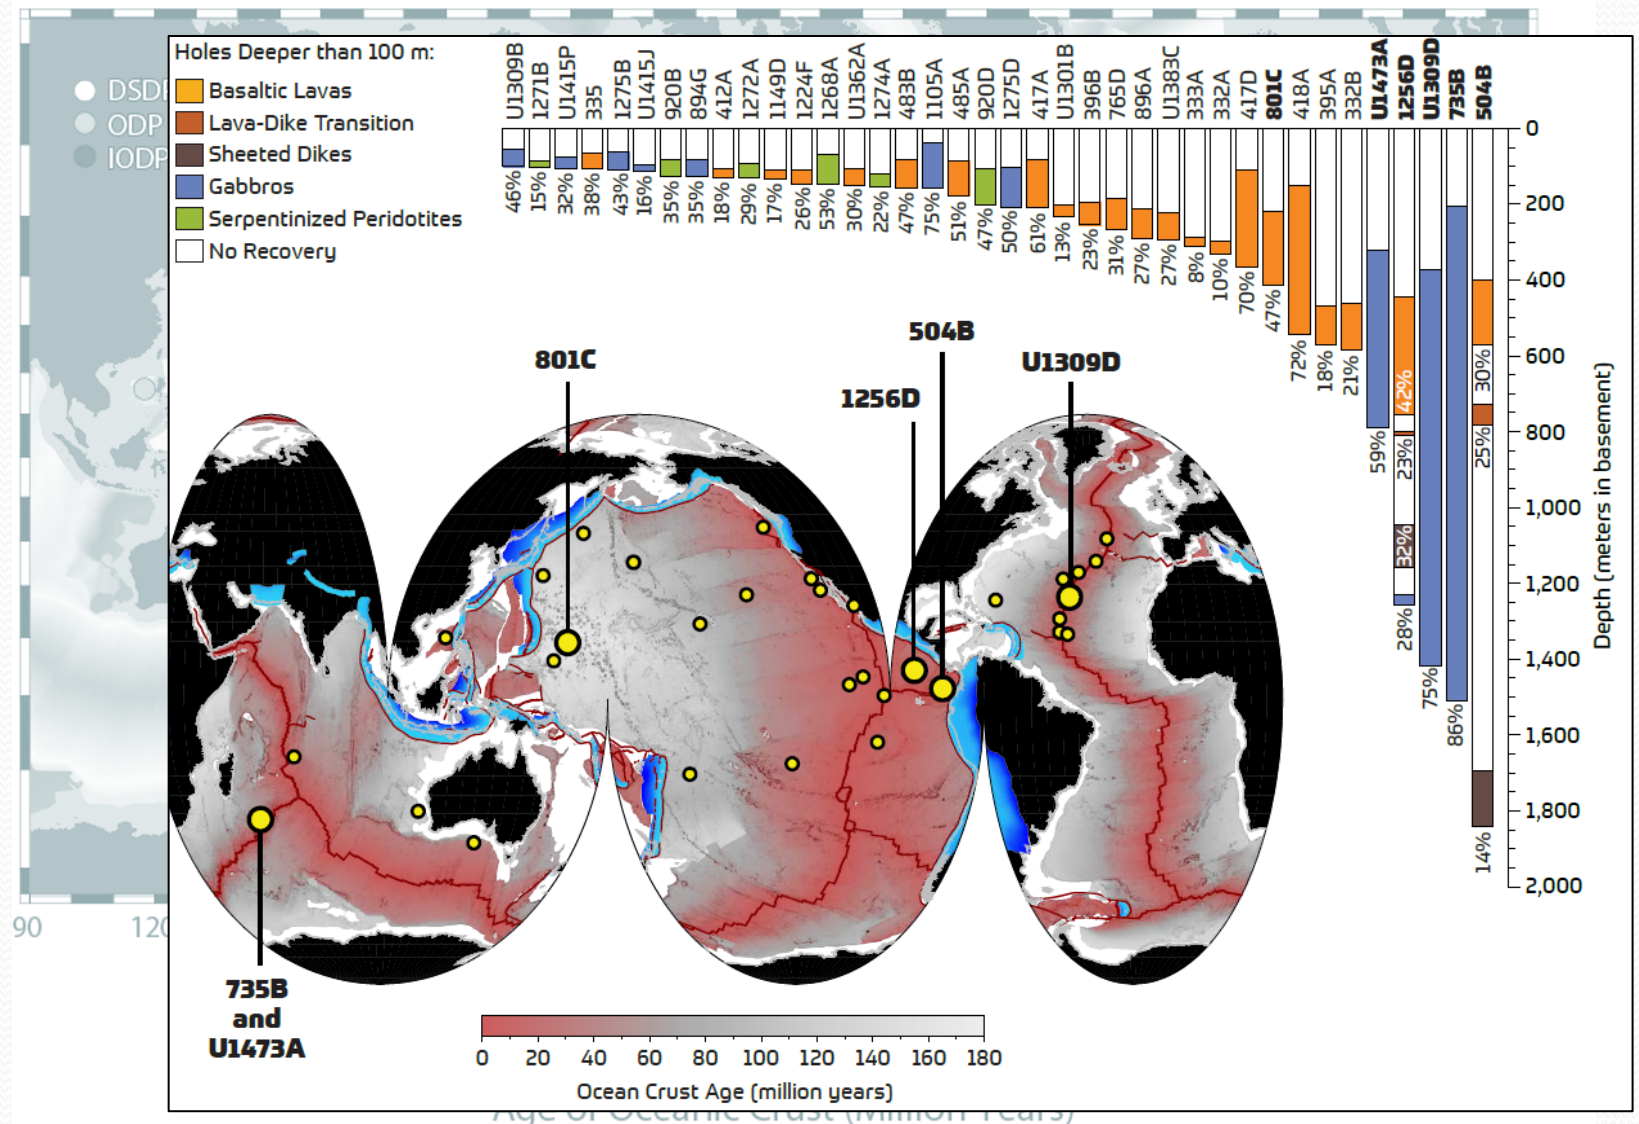 Holes Deeper than 100 m:
Basaltic Lavas
Lava-Dike Transition
Sheeted Dikes
Gabbros
Serpentinized Peridotites
No Recovery
DSDP
ODP
IODP
U1309B
1271B
U1415P
335
1275B
U1415J
920B
894G
412A
1272A
1149D
1224F
1268A
U1362A
1274A
483B
1105A
485A
920D
1275D
417A
U1301B
396B
765D
896A
U1383C
333A
332A
417D
801C
418A
395A
332B
U1473A
1256D
U1309D
735B
504B
46%
15%
32%
38%
43%
16%
35%
35%
18%
29%
17%
26%
53%
30%
22%
47%
75%
51%
47%
50%
61%
13%
23%
31%
27%
27%
8%
10%
70%
47%
72%
18%
21%
59%
42%
23%
32%
28%
75%
86%
30%
25%
14%
0
200
400
600
800
1,000
1,200
1,400
1,600
1,800
2,000
Depth (meters in basement)
801C
504B
1256D
U1309D
735B
and
U1473A
0 20 40 60 80 100 120 140 160 180
Ocean Crust Age (million years)
90 120
Age of Oceanic Crust (Million Years)